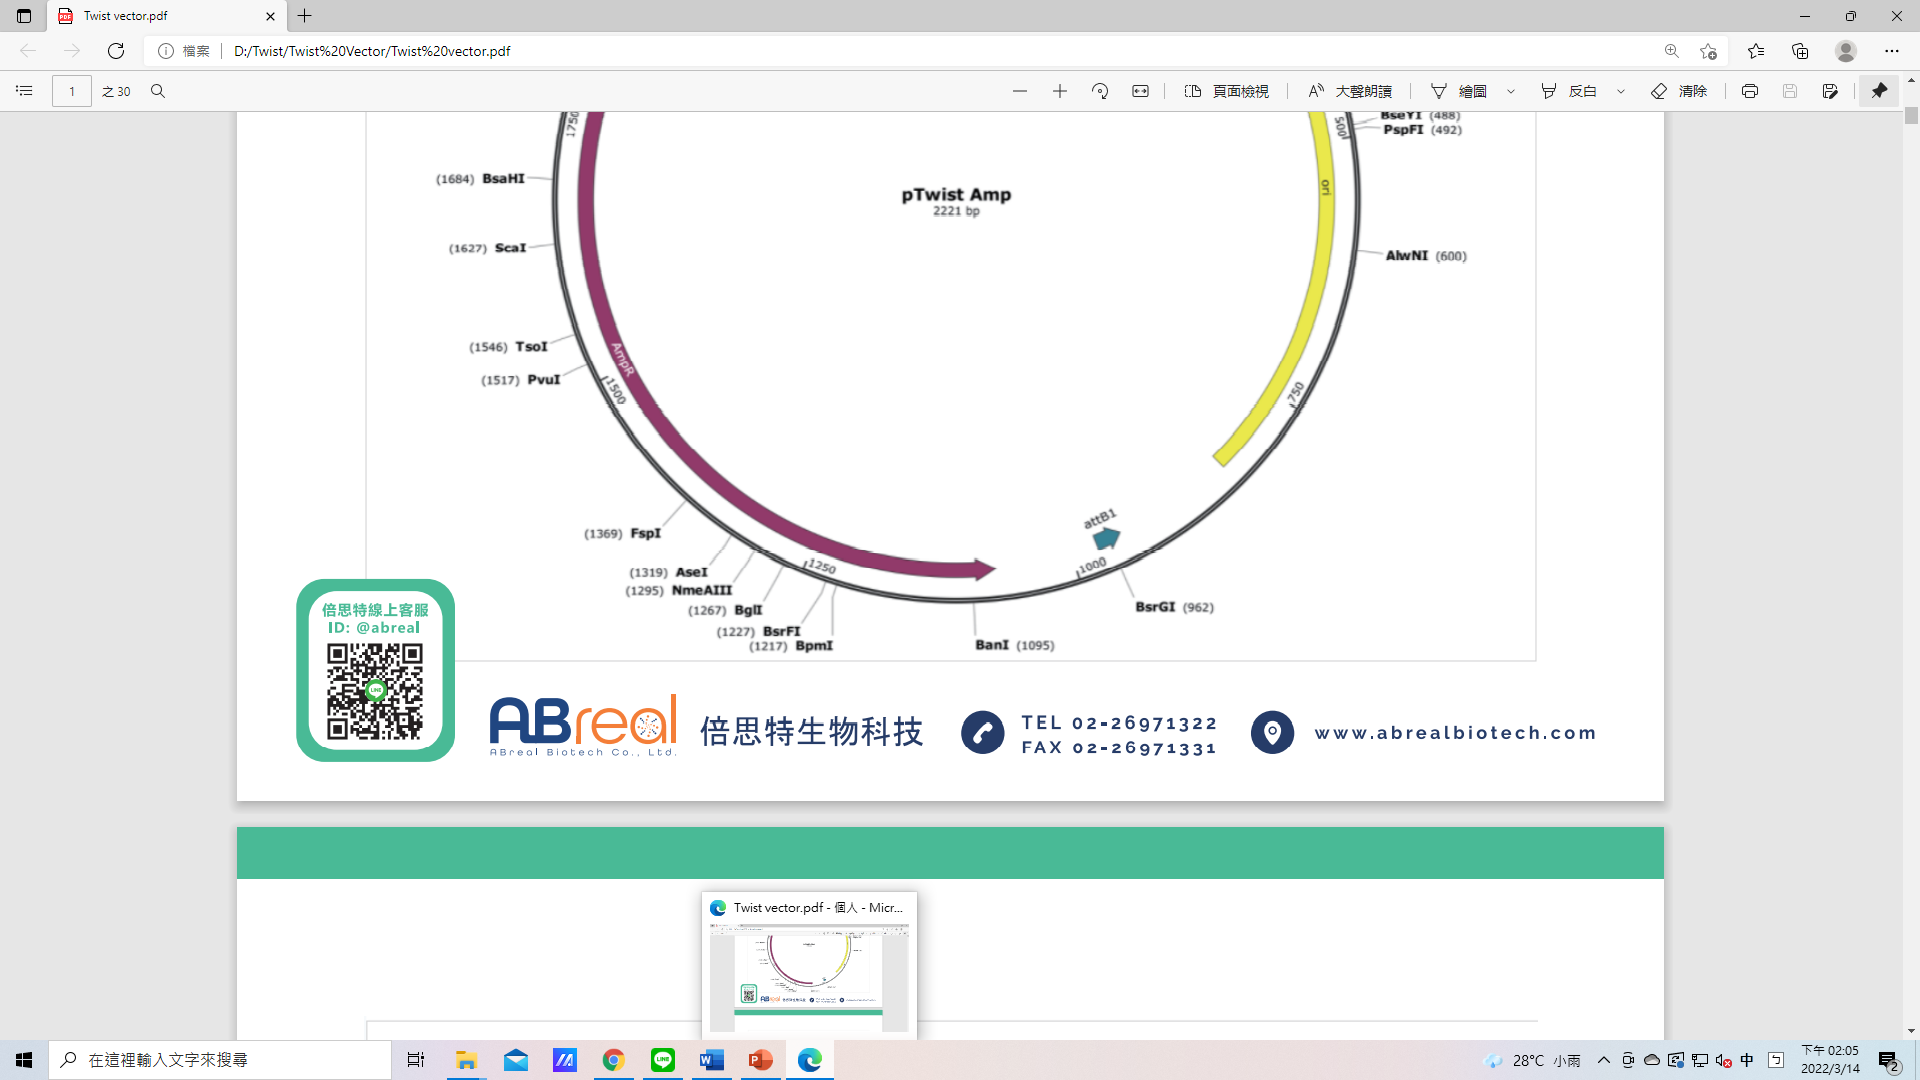 Twist vector.pdf
檔案
D:/Twist/Twist%20Vector/Twist%20vector.pdf
1
之 30
頁面檢視
大聲朗讀
繪圖
反白
清除
1750
500
BseYI (488)
PspFI (492)
(1684) BsaHI
ori
pTwist Amp
2221 bp
(1627) ScaI
AlwNI (600)
(1546) TsoI
AmpR
(1517) PvuI
1500
750
attB1
(1369) FspI
1250
1000
(1319) AseI
(1295) NmeAIII
(1267) BglI
BsrGI (962)
(1227) BsrFI
(1217) BpmI
BanI (1095)
倍思特線上客服
ID: @abreal
LINE
ABreal
ABreal Biotech Co., Ltd.
倍思特生物科技
TEL 02-26971322
FAX 02-26971331
www.abrealbiotech.com
Twist vector.pdf - 個人 - Micr...
在這裡輸入文字來搜尋
28°C 小雨
中
下午 02:05
2022/3/14
2